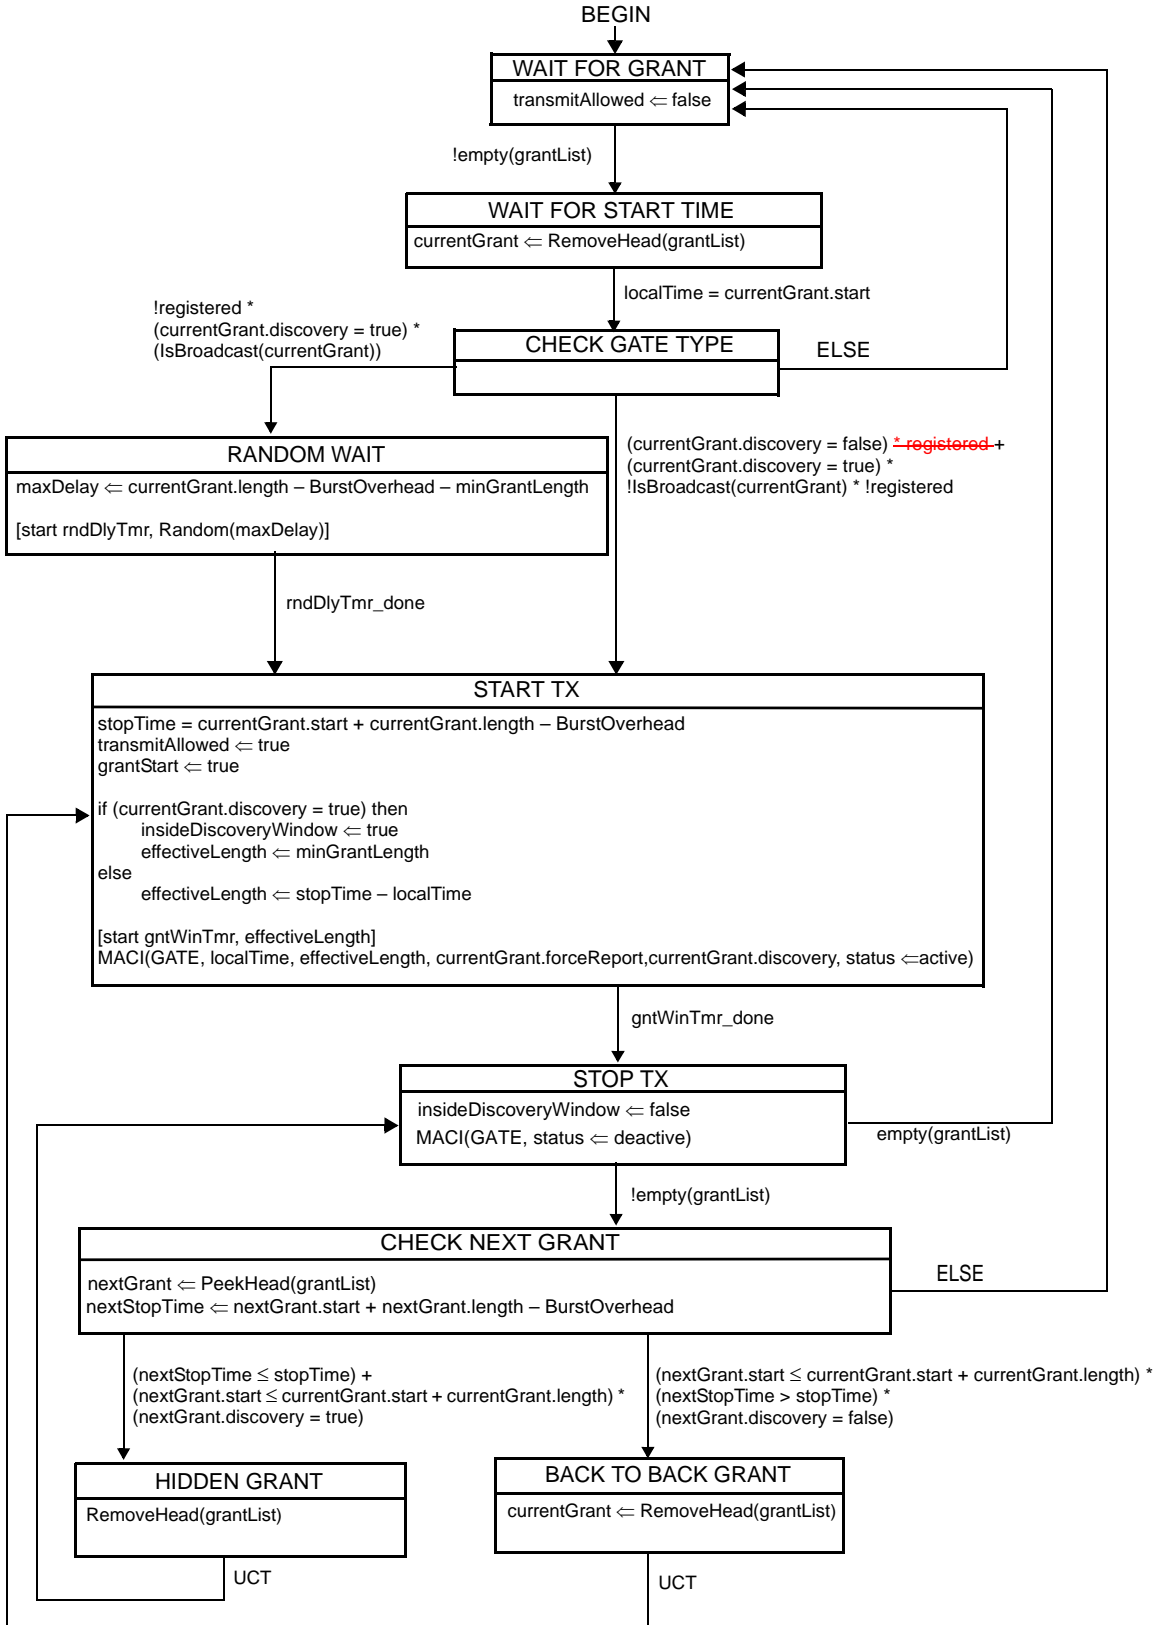 BEGIN
WAIT FOR GRANT
transmitAllowed ⇐ false
!empty(grantList)
WAIT FOR START TIME
currentGrant ⇐ RemoveHead(grantList)
localTime = currentGrant.start
!registered *
(currentGrant.discovery = true) *
(IsBroadcast(currentGrant))
CHECK GATE TYPE
ELSE
(currentGrant.discovery = false) * registered +
(currentGrant.discovery = true) *
!IsBroadcast(currentGrant) * !registered
RANDOM WAIT
maxDelay ⇐ currentGrant.length – BurstOverhead – minGrantLength
[start rndDlyTmr, Random(maxDelay)]
rndDlyTmr_done
START TX
stopTime = currentGrant.start + currentGrant.length – BurstOverhead
transmitAllowed ⇐ true
grantStart ⇐ true
if (currentGrant.discovery = true) then
insideDiscoveryWindow ⇐ true
effectiveLength ⇐ minGrantLength
else
effectiveLength ⇐ stopTime – localTime
[start gntWinTmr, effectiveLength]
MACI(GATE, localTime, effectiveLength, currentGrant.forceReport,currentGrant.discovery, status ⇐active)
gntWinTmr_done
STOP TX
insideDiscoveryWindow ⇐ false
MACI(GATE, status ⇐ deactive)
empty(grantList)
!empty(grantList)
CHECK NEXT GRANT
nextGrant ⇐ PeekHead(grantList)
nextStopTime ⇐ nextGrant.start + nextGrant.length – BurstOverhead
ELSE
(nextStopTime ≤ stopTime) +
(nextGrant.start ≤ currentGrant.start + currentGrant.length) *
(nextGrant.discovery = true)
(nextGrant.start ≤ currentGrant.start + currentGrant.length) *
(nextStopTime > stopTime) *
(nextGrant.discovery = false)
HIDDEN GRANT
RemoveHead(grantList)
UCT
BACK TO BACK GRANT
currentGrant ⇐ RemoveHead(grantList)
UCT